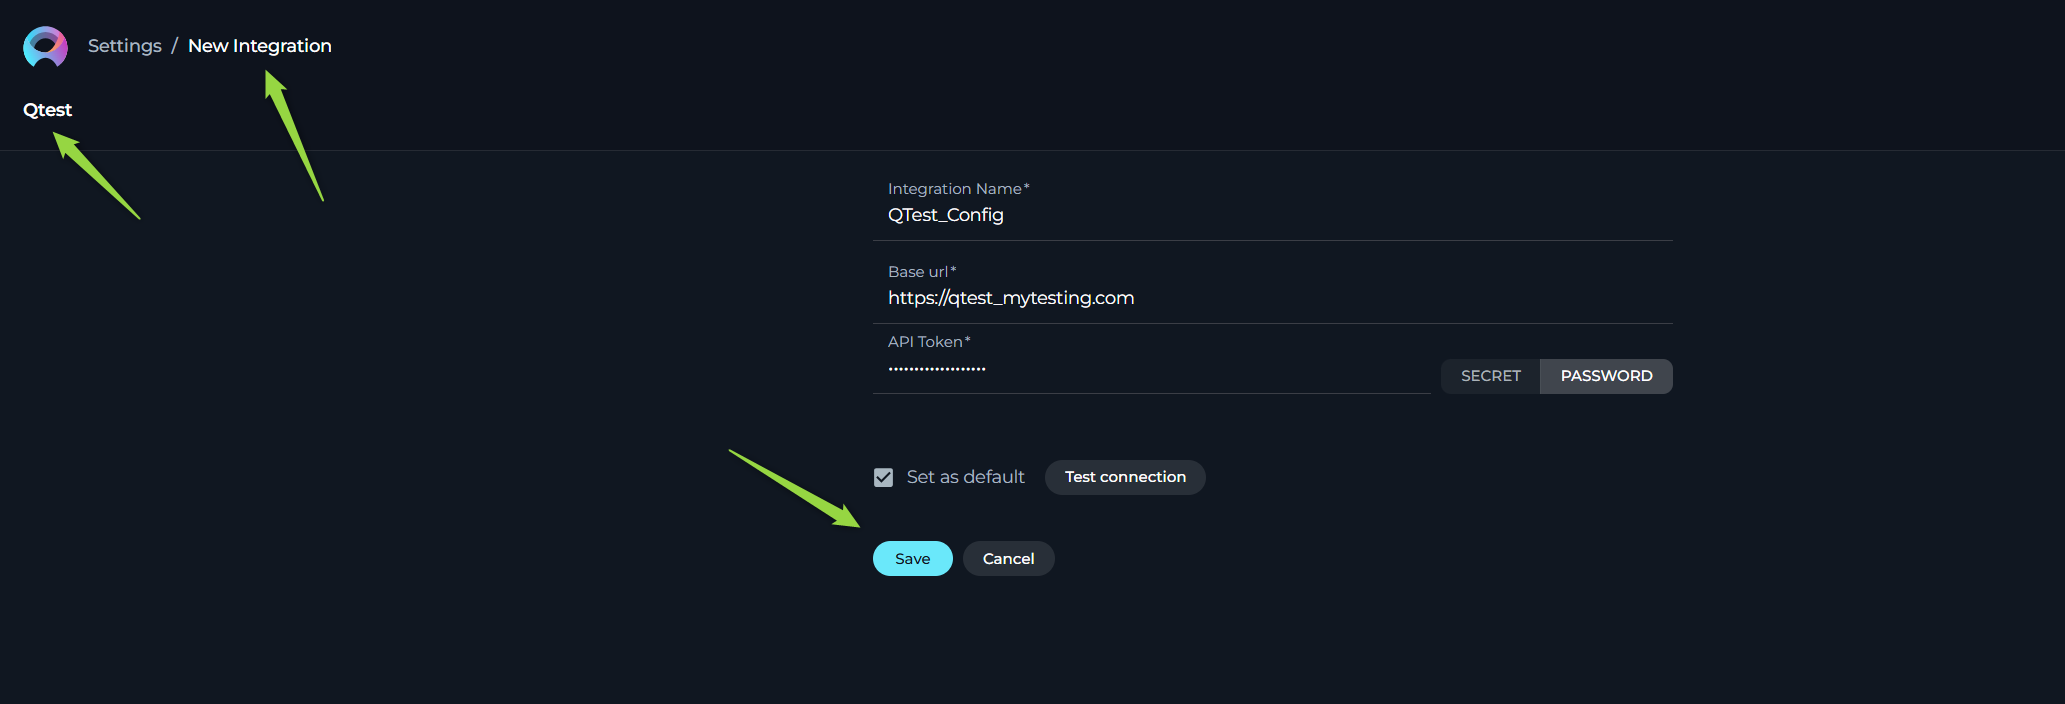 Settings / New Integration
Qtest
Integration Name*
QTest_Config
Base url*
https://qtest_mytesting.com
API Token*
•••••••••••••••••••
SECRET PASSWORD
Set as default Test connection
Save Cancel